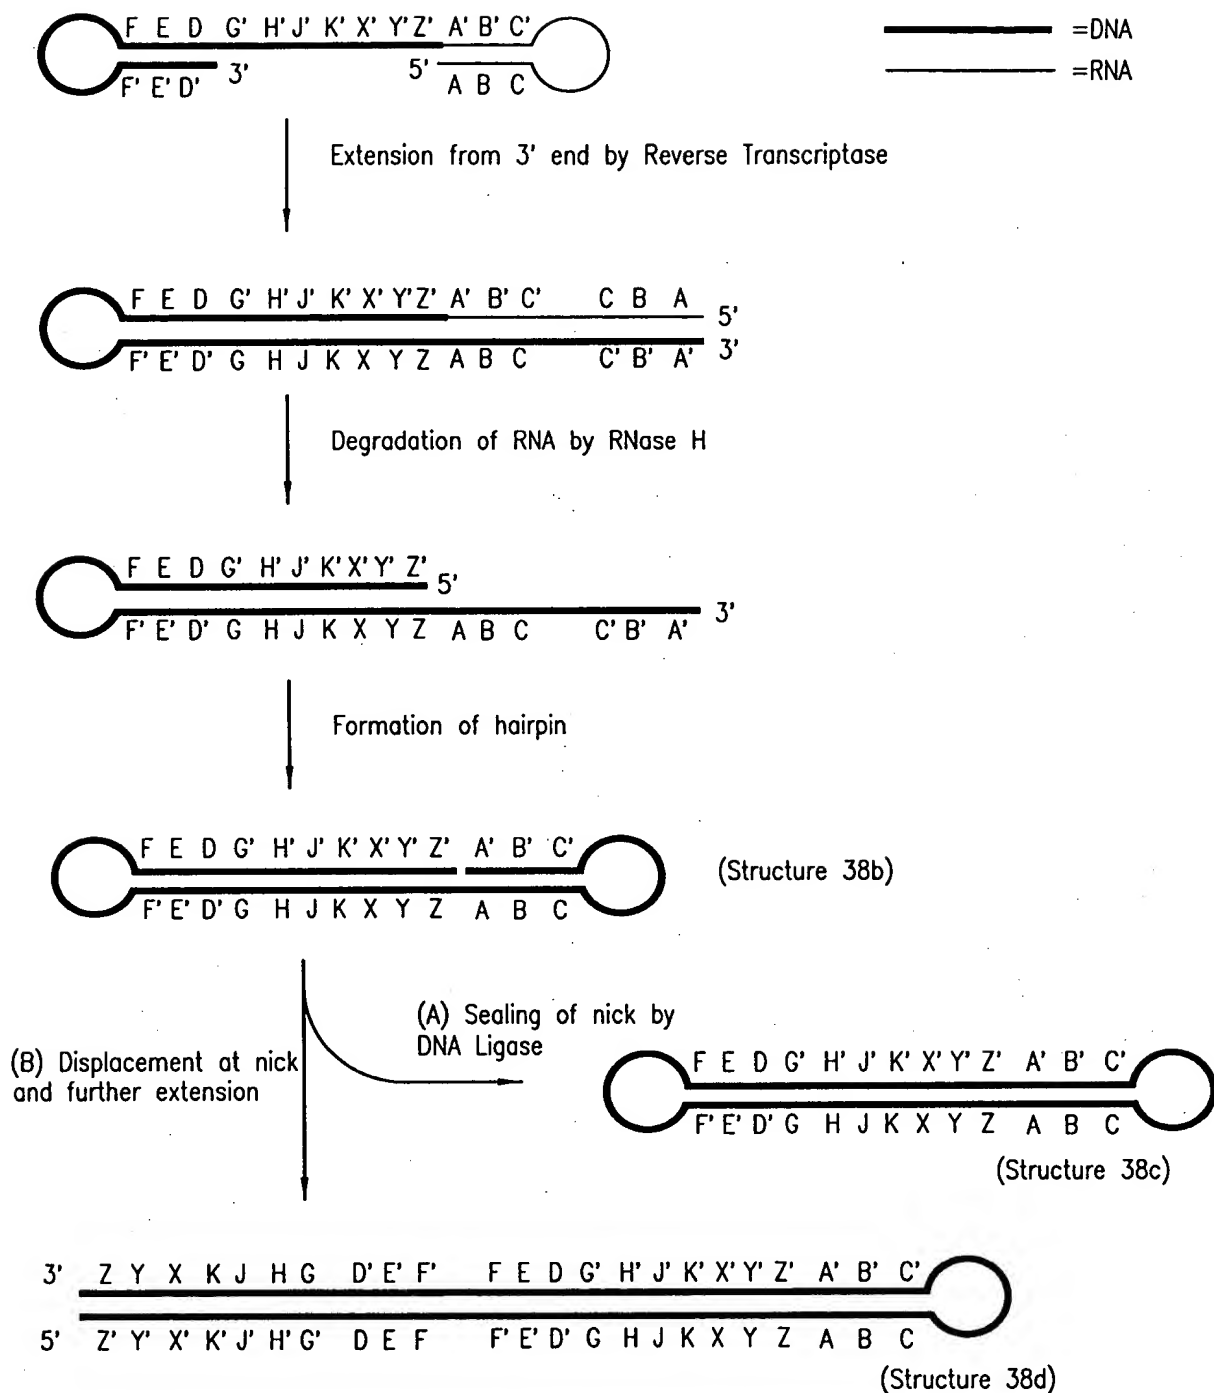 F E D G' H' J' K' X' Y' Z' A' B' C'
=DNA
F' E' D' 3' 5' A B C
=RNA
Extension from 3' end by Reverse Transcriptase
F E D G' H' J' K' X' Y' Z' A' B' C' C B A
5'
3'
F' E' D' G H J K X Y Z A B C C' B' A'
Degradation of RNA by RNase H
F E D G' H' J' K' X' Y' Z'
5'
3'
F' E' D' G H J K X Y Z A B C C' B' A'
Formation of hairpin
F E D G' H' J' K' X' Y' Z' A' B' C'
(Structure 38b)
F' E' D' G H J K X Y Z A B C
(A) Sealing of nick by
DNA Ligase
(B) Displacement at nick
and further extension
F E D G' H' J' K' X' Y' Z' A' B' C'
F' E' D' G H J K X Y Z A B C
(Structure 38c)
3' Z Y X K J H G D' E' F' F E D G' H' J' K' X' Y' Z' A' B' C'
5' Z' Y' X' K' J' H' G' D E F F' E' D' G H J K X Y Z A B C
(Structure 38d)